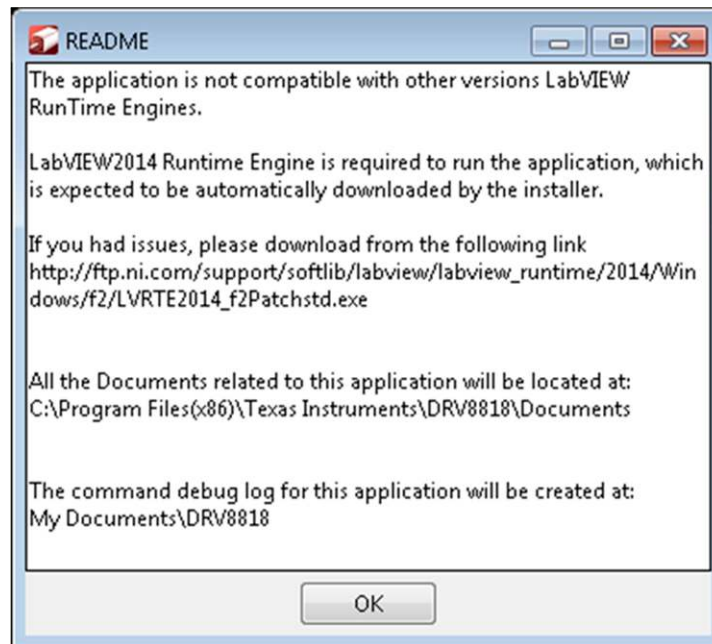 README
The application is not compatible with other versions LabVIEW
RunTime Engines.
LabVIEW2014 Runtime Engine is required to run the application, which
is expected to be automatically downloaded by the installer.
If you had issues, please download from the following link
http://ftp.ni.com/support/softlib/labview/labview_runtime/2014/Win
dows/f2/LVRTE2014_f2Patchstd.exe
All the Documents related to this application will be located at:
C:\Program Files(x86)\Texas Instruments\DRV8818\Documents
The command debug log for this application will be created at:
My Documents\DRV8818
OK